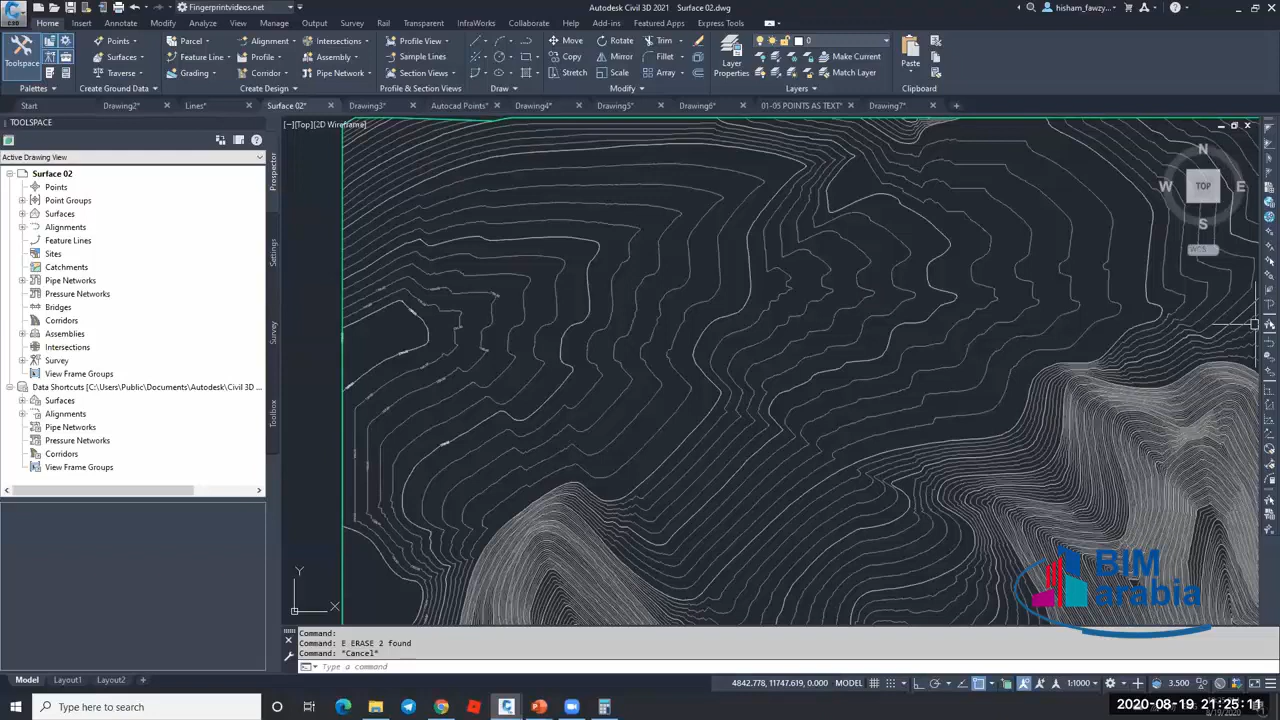 Fingerprintvideos.net
Autodesk Civil 3D 2021 Surface 02.dwg
hisham_fawzy...
C3D
Home Insert Annotate Modify Analyze View Manage Output Survey Rail Transparent InfraWorks Collaborate Help Add-ins Featured Apps Express Tools
Toolspace
Points
Surfaces
Traverse
Parcel
Feature Line
Grading
Alignment
Profile
Corridor
Intersections
Assembly
Pipe Network
Profile View
Sample Lines
Section Views
Move
Copy
Stretch
Rotate
Mirror
Scale
Trim
Fillet
Array
Layer
Properties
0
Make Current
Match Layer
Paste
Palettes Create Ground Data Create Design Profile & Section Views Draw Modify Layers Clipboard
Start Drawing2* Lines* Surface 02* Drawing3* Autocad Points* Drawing4* Drawing5* Drawing6* 01-05 POINTS AS TEXT* Drawing7*
TOOLSPACE
Active Drawing View
Surface 02
Points
Point Groups
Surfaces
Alignments
Feature Lines
Sites
Catchments
Pipe Networks
Pressure Networks
Bridges
Corridors
Assemblies
Intersections
Survey
View Frame Groups
Data Shortcuts [C:\Users\Public\Documents\Autodesk\Civil 3D ...
Surfaces
Alignments
Pipe Networks
Pressure Networks
Corridors
View Frame Groups
Prospector
Settings
Survey
Toolbox
[−][Top][2D Wireframe]
N
W TOP E
S
WCS
Y
X
BIM
arabia
Command:
Command: E ERASE 2 found
Command: *Cancel*
Type a command
Model Layout1 Layout2
4842.778, 11747.619, 0.000 MODEL 1:1000 3.500
Type here to search
2020-08-19 21:25:11